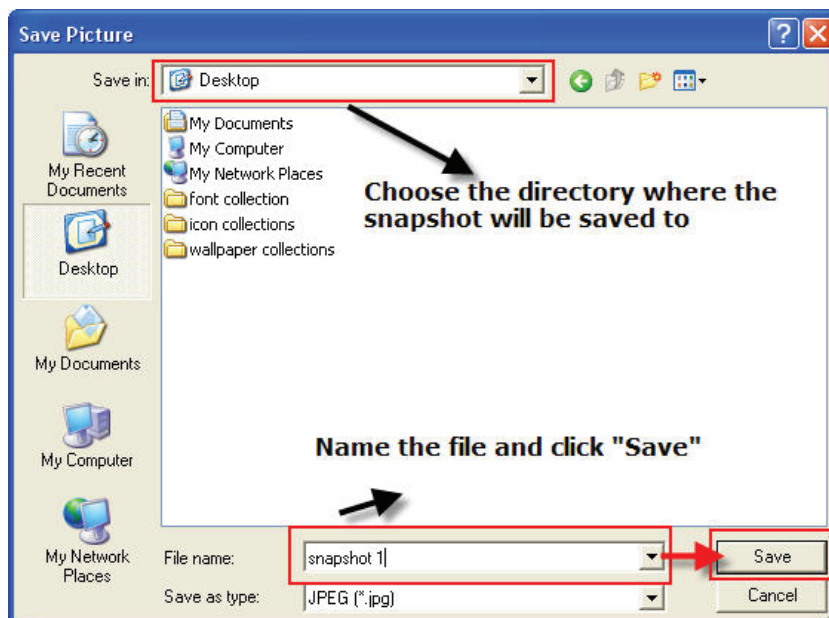 Save Picture
Save in:
Desktop
My Recent
Documents
Desktop
My Documents
My Computer
My Network
Places
My Documents
My Computer
My Network Places
font collection
icon collections
wallpaper collections
Choose the directory where the
snapshot will be saved to
Name the file and click "Save"
File name:
snapshot 1
Save
Save as type:
JPEG (*.jpg)
Cancel